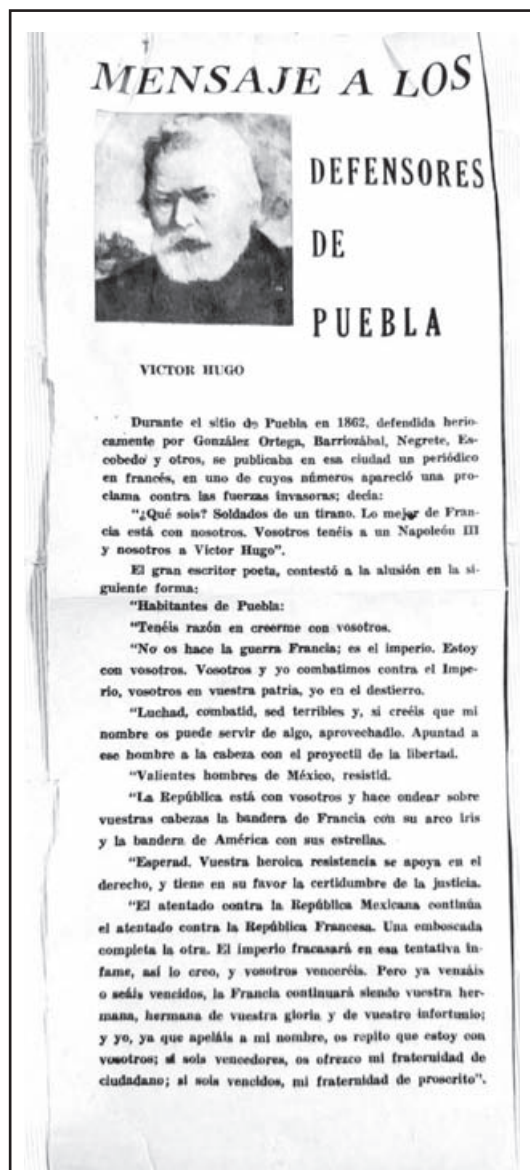 MENSAJE A LOS
DEFENSORES
DE
PUEBLA
VICTOR HUGO
Durante el sitio de Puebla en 1862, defendida herio-
camente por González Ortega, Barriozábal, Negrete, Es-
cobedo y otros, se publicaba en esa ciudad un periódico
en francés, en uno de cuyos números apareció una pro-
clama contra las fuerzas invasoras; decía:
"¿Qué sois? Soldados de un tirano. Lo mejor de Fran-
cia está con nosotros. Vosotros tenéis a un Napoleón III
y nosotros a Víctor Hugo".
El gran escritor poeta, contestó a la alusión en la si-
guiente forma:
"Habitantes de Puebla:
"Tenéis razón en creerme con vosotros.
"No os hace la guerra Francia; es el imperio. Estoy
con vosotros. Vosotros y yo combatimos contra el Impe-
rio, vosotros en vuestra patria, yo en el destierro.
"Luchad, combatid, sed terribles y, si creéis que mi
nombre os puede servir de algo, aprovechadlo. Apuntad a
ese hombre a la cabeza con el proyectil de la libertad.
"Valientes hombres de México, resistid.
"La República está con vosotros y hace ondear sobre
vuestras cabezas la bandera de Francia con su arco iris
y la bandera de América con sus estrellas.
"Esperad. Vuestra heroica resistencia se apoya en el
derecho, y tiene en su favor la certidumbre de la justicia.
"El atentado contra la República Mexicana continúa
el atentado contra la República Francesa. Una emboscada
completa la otra. El imperio fracasará en esa tentativa in-
fame, así lo creo, y vosotros venceréis. Pero ya venzáis
o seáis vencidos, la Francia continuará siendo vuestra her-
mana, hermana de vuestra gloria y de vuestro infortunio;
y yo, ya que apeláis a mi nombre, os repito que estoy con
vosotros; si sois vencedores, os ofrezco mi fraternidad de
ciudadano; si sois vencidos, mi fraternidad de proscrito".